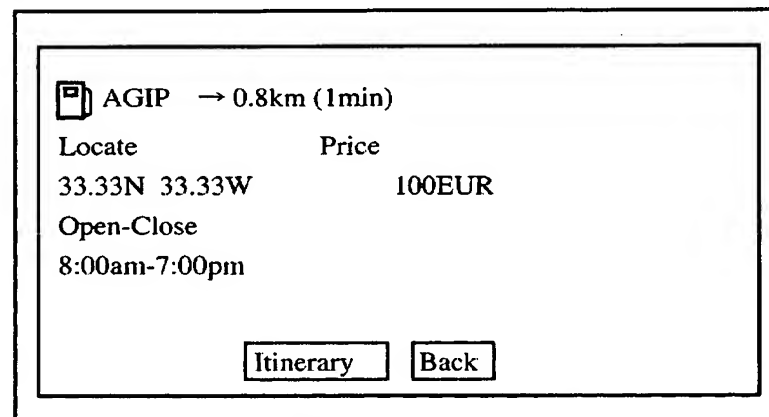 AGIP → 0.8km (1min)
Locate Price
33.33N 33.33W 100EUR
Open-Close
8:00am-7:00pm
Itinerary Back